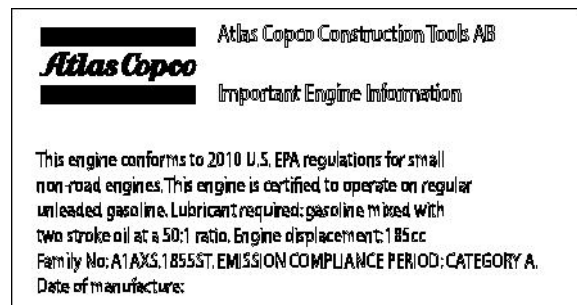 Atlas Copco Construction Tools AB
Atlas Copco
Important Engine Information
This engine conforms to 2010 U.S. EPA regulations for small
non-road engines. This engine is certified to operate on regular
unleaded gasoline. Lubricant required: gasoline mixed with
two stroke oil at a 50:1 ratio. Engine displacement: 185cc
Family No: A1AXS.1855ST. EMISSION COMPLIANCE PERIOD: CATEGORY A.
Date of manufacture: